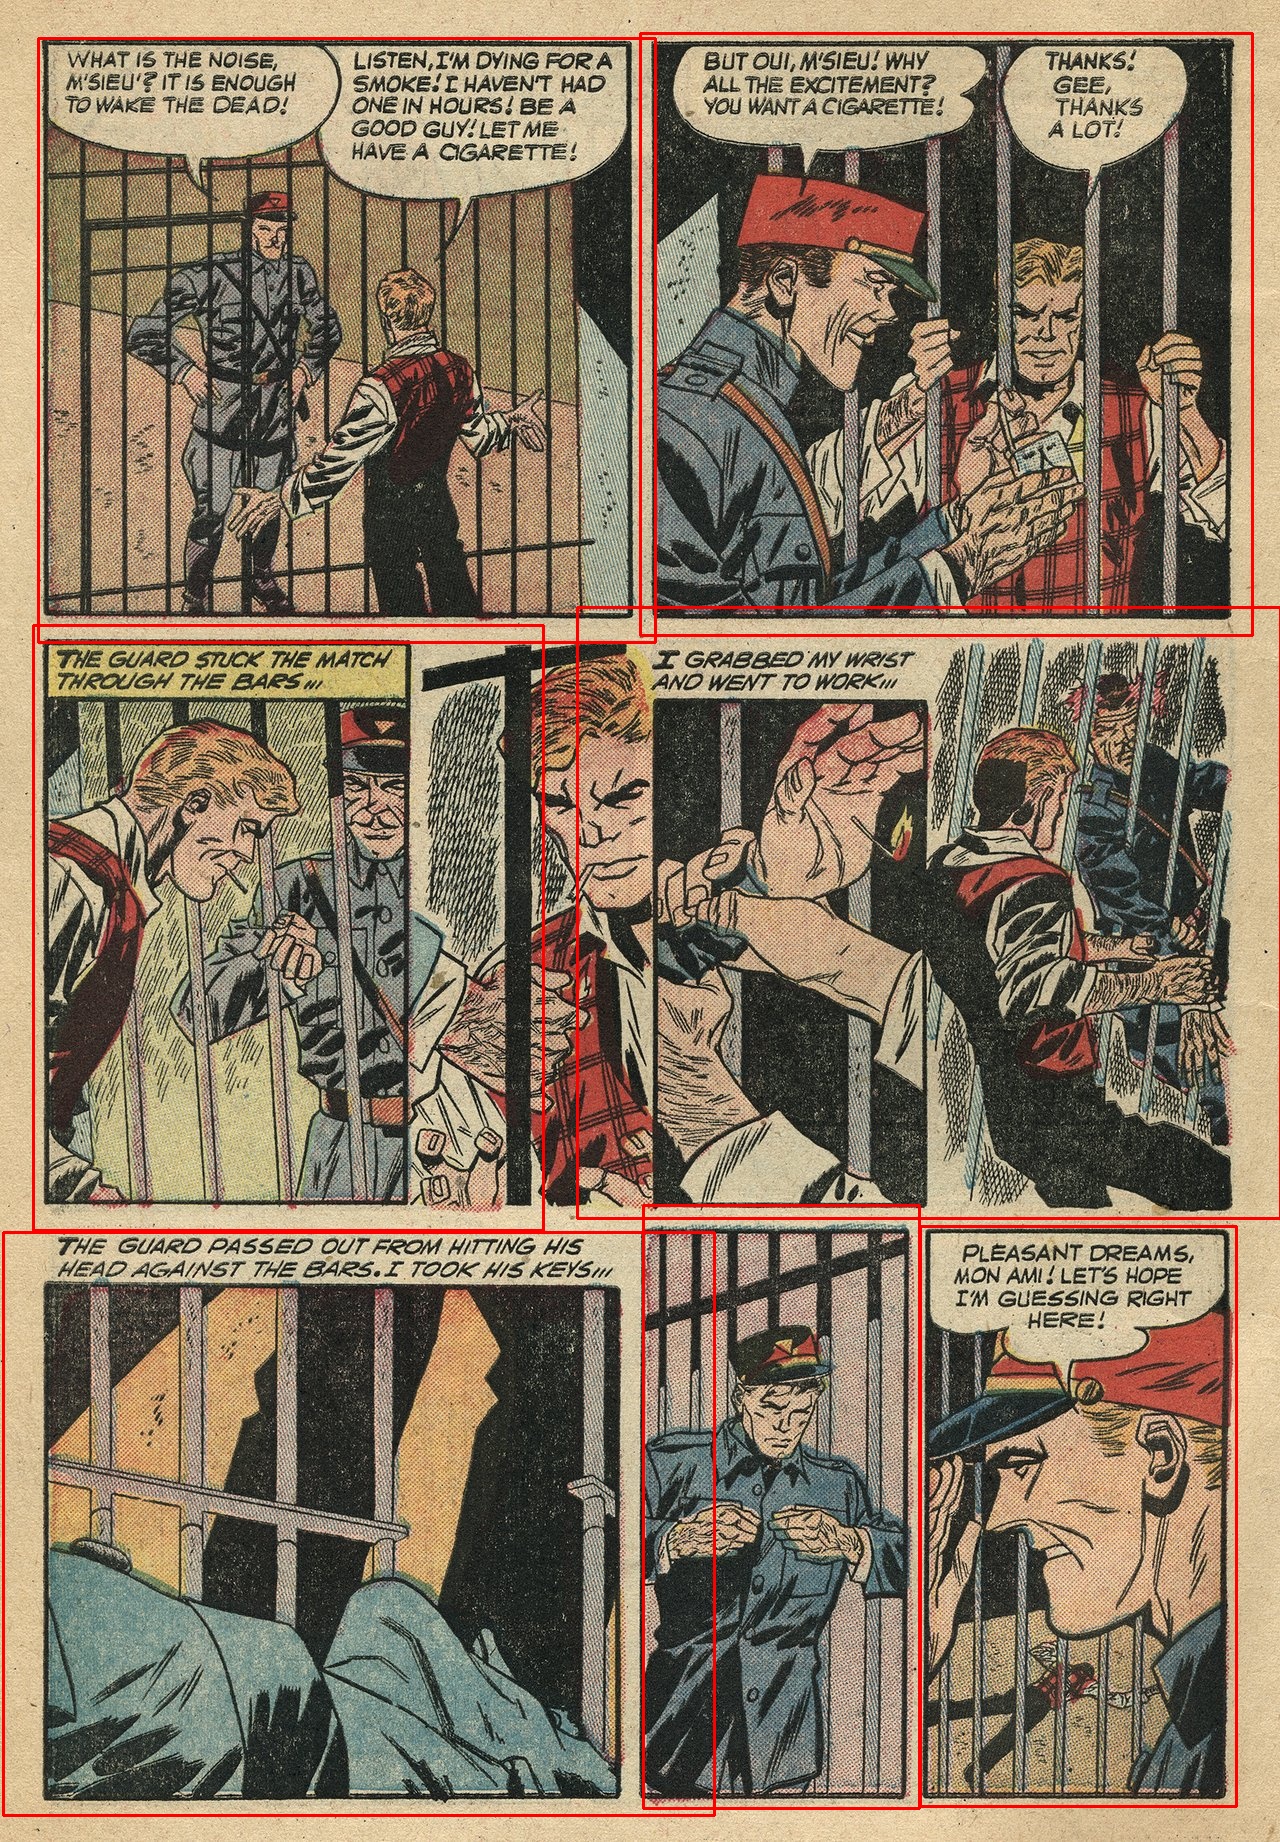 WHAT IS THE NOISE,
M'SIEU'? IT IS ENOUGH
TO WAKE THE DEAD!
LISTEN, I'M DYING FOR A
SMOKE! I HAVEN'T HAD
ONE IN HOURS! BE A
GOOD GUY! LET ME
HAVE A CIGARETTE!
BUT OUI, M'SIEU! WHY
ALL THE EXCITEMENT?
YOU WANT A CIGARETTE!
THANKS!
GEE,
THANKS
A LOT!
THE GUARD STUCK THE MATCH
THROUGH THE BARS...
I GRABBED MY WRIST
AND WENT TO WORK...
THE GUARD PASSED OUT FROM HITTING HIS
HEAD AGAINST THE BARS. I TOOK HIS KEYS...
PLEASANT DREAMS,
MON AMI! LET'S HOPE
I'M GUESSING RIGHT
HERE!